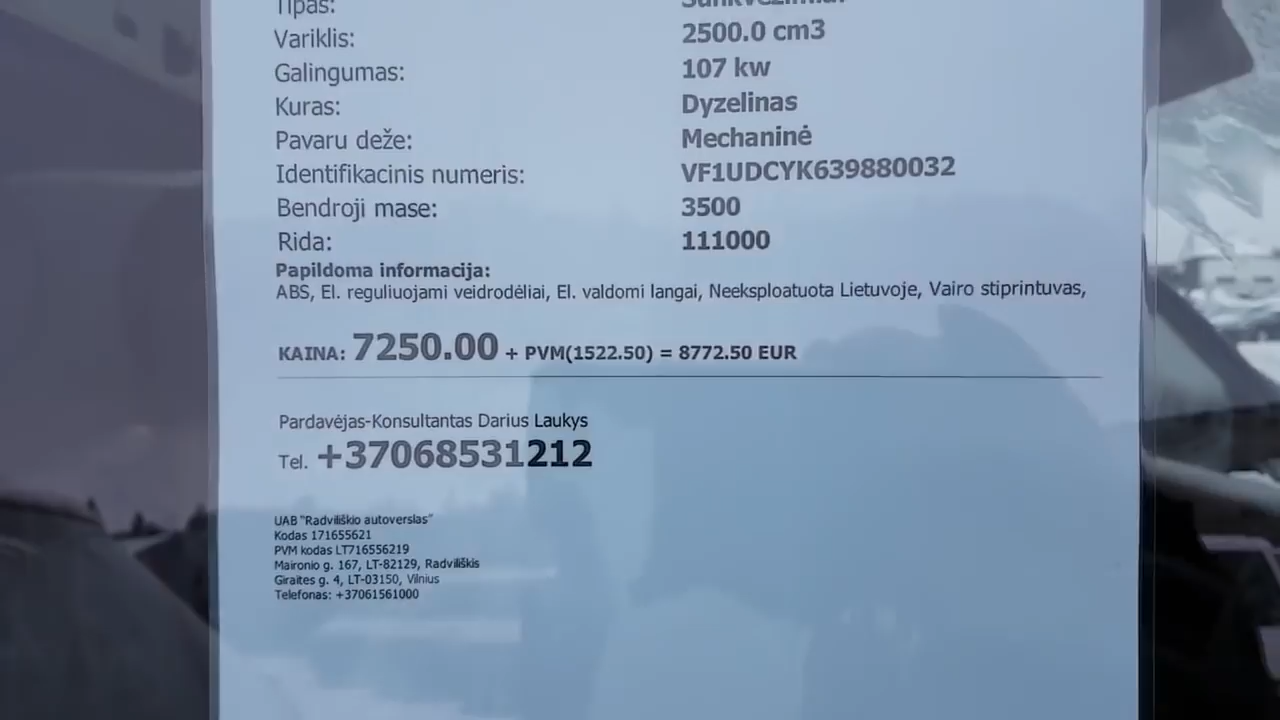 Tipas:
Variklis: 2500.0 cm3
Galingumas: 107 kw
Kuras: Dyzelinas
Pavaru deže: Mechaninė
Identifikacinis numeris: VF1UDCYK639880032
Bendroji mase: 3500
Rida: 111000
Papildoma informacija:
ABS, El. reguliuojami veidrodėliai, El. valdomi langai, Neeksploatuota Lietuvoje, Vairo stiprintuvas,
KAINA: 7250.00 + PVM(1522.50) = 8772.50 EUR
Pardavėjas-Konsultantas Darius Laukys
Tel. +37068531212
UAB "Radviliškio autoverslas"
Kodas 171655621
PVM kodas LT716556219
Maironio g. 167, LT-82129, Radviliškis
Giraites g. 4, LT-03150, Vilnius
Telefonas: +37061561000